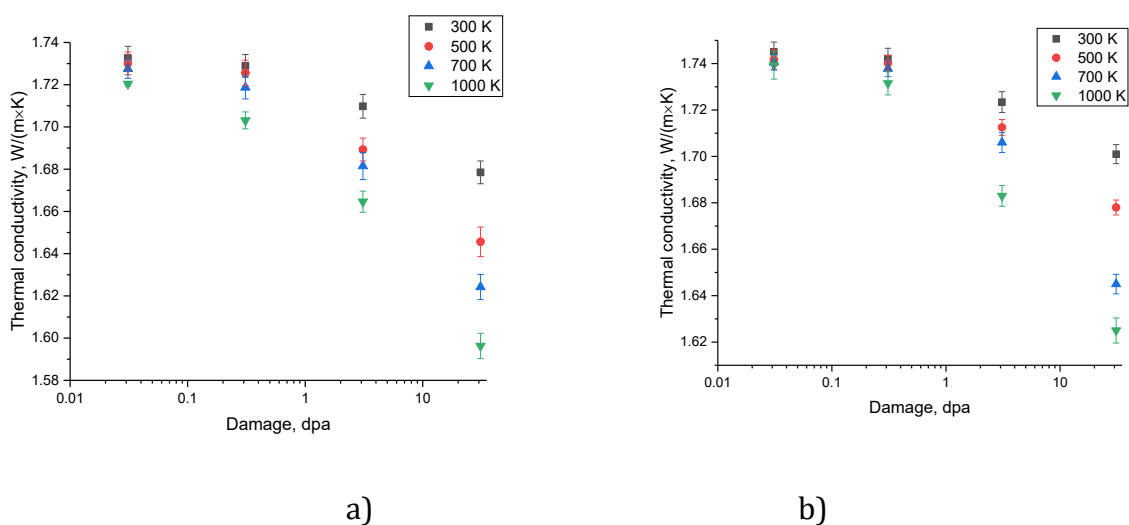 300 K
500 K
700 K
1000 K
1.74
1.72
1.70
1.68
1.66
1.64
1.62
1.60
1.58
0.01
0.1
1
10
Thermal conductivity, W/(m×K)
Damage, dpa
a)
300 K
500 K
700 K
1000 K
1.74
1.72
1.70
1.68
1.66
1.64
1.62
0.01
0.1
1
10
Thermal conductivity, W/(m×K)
Damage, dpa
b)